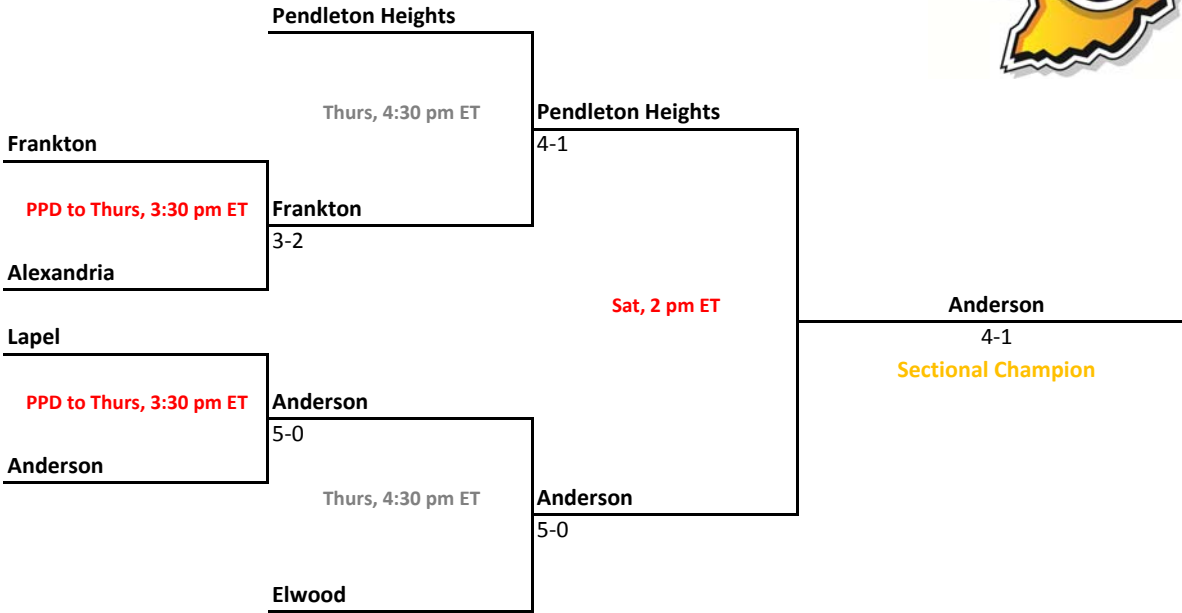 Pendleton Heights
Thurs, 4:30 pm ET
Pendleton Heights
4-1
Frankton
PPD to Thurs, 3:30 pm ET
Frankton
3-2
Alexandria
Sat, 2 pm ET
Anderson
4-1
Sectional Champion
Lapel
PPD to Thurs, 3:30 pm ET
Anderson
5-0
Anderson
Thurs, 4:30 pm ET
Anderson
5-0
Elwood